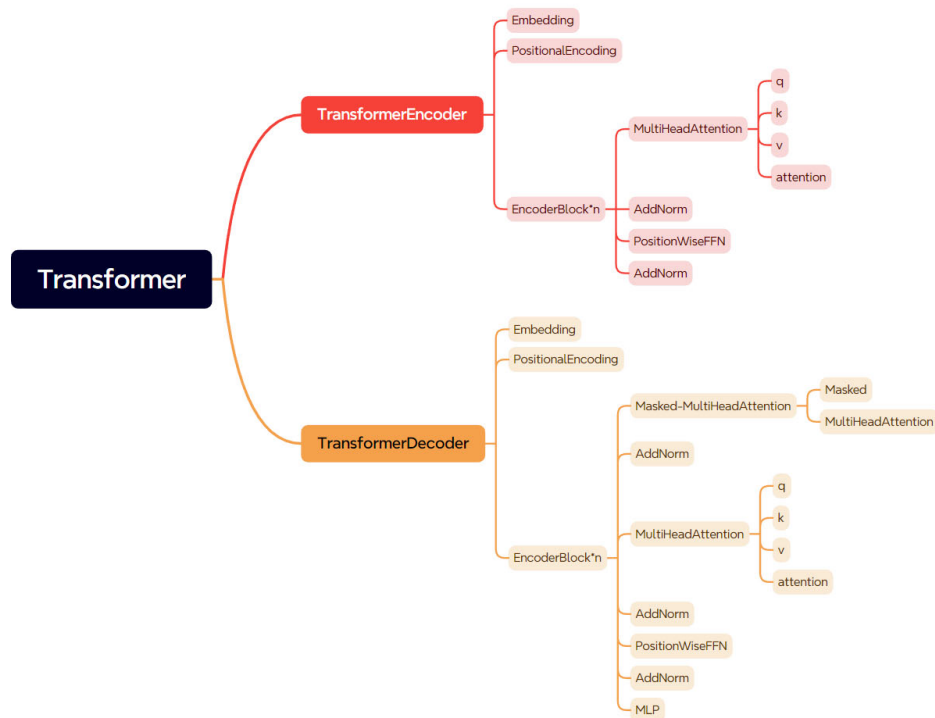 Transformer
TransformerEncoder
Embedding
PositionalEncoding
EncoderBlock*n
MultiHeadAttention
q
k
v
attention
AddNorm
PositionWiseFFN
AddNorm
TransformerDecoder
Embedding
PositionalEncoding
EncoderBlock*n
Masked-MultiHeadAttention
Masked
MultiHeadAttention
AddNorm
MultiHeadAttention
q
k
v
attention
AddNorm
PositionWiseFFN
AddNorm
MLP